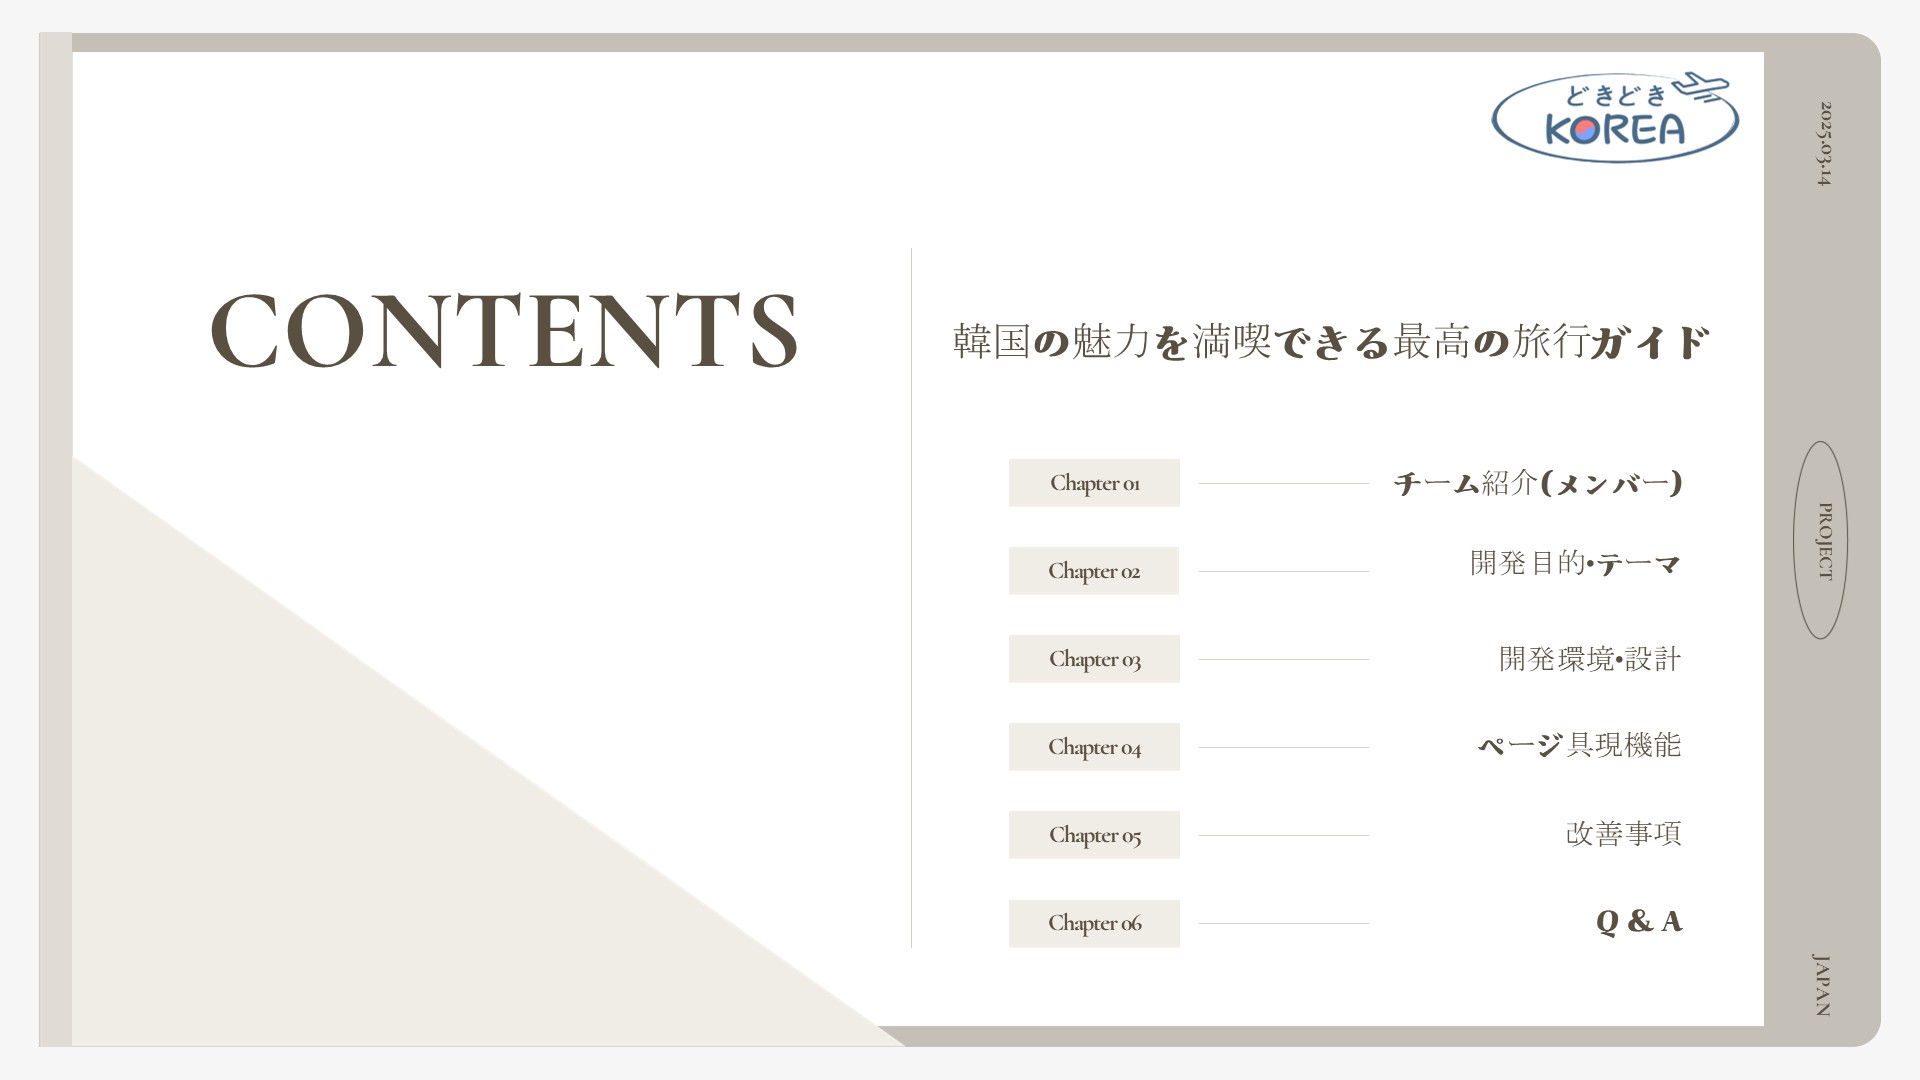 どきどき
KOREA
2025.03.14
CONTENTS
韓国の魅力を満喫できる最高の旅行ガイド
Chapter 01
チーム紹介(メンバー)
Chapter 02
開発目的•テーマ
Chapter 03
開発環境•設計
Chapter 04
ページ具現機能
Chapter 05
改善事項
Chapter 06
Q & A
PROJECT
JAPAN